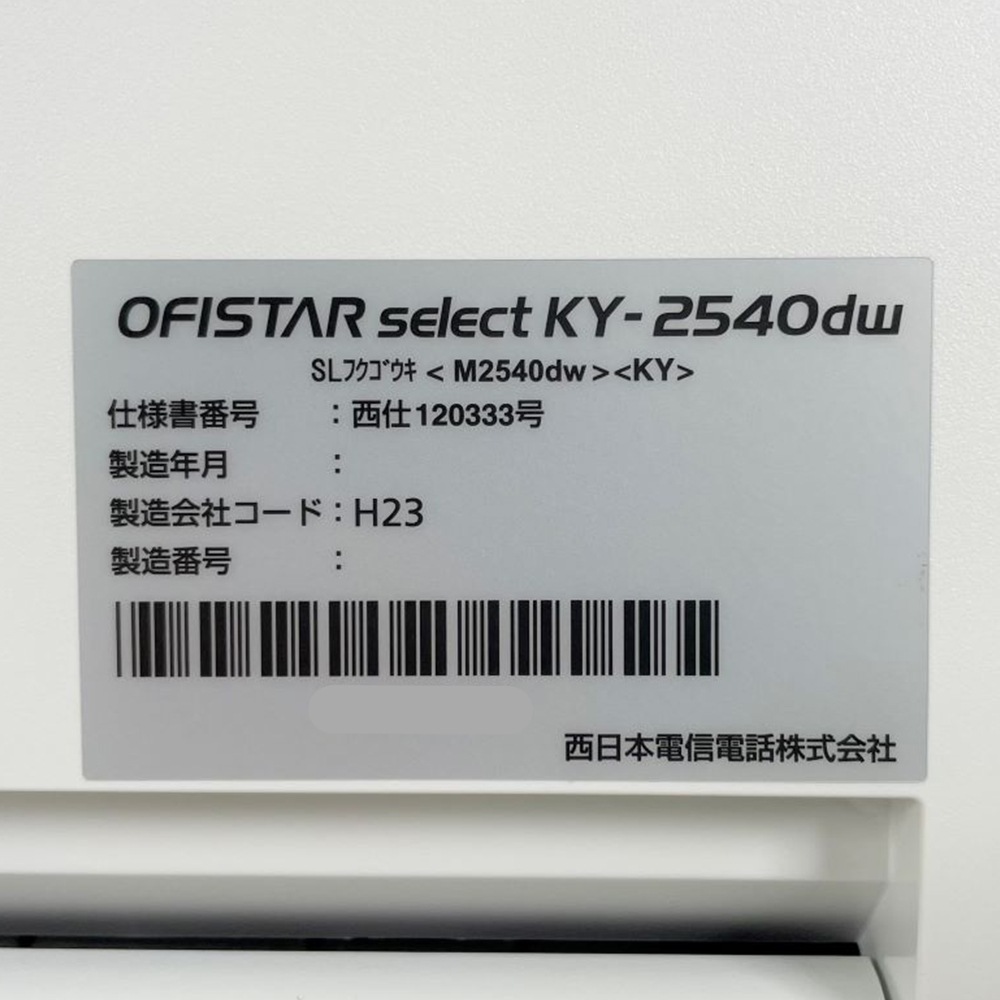 OFISTAR select KY-2540dw
SLﾌｸｺﾞｳｷ < M2540dw ><KY>
仕様書番号 : 西仕120333号
製造年月 :
製造会社コード : H23
製造番号 :
西日本電信電話株式会社